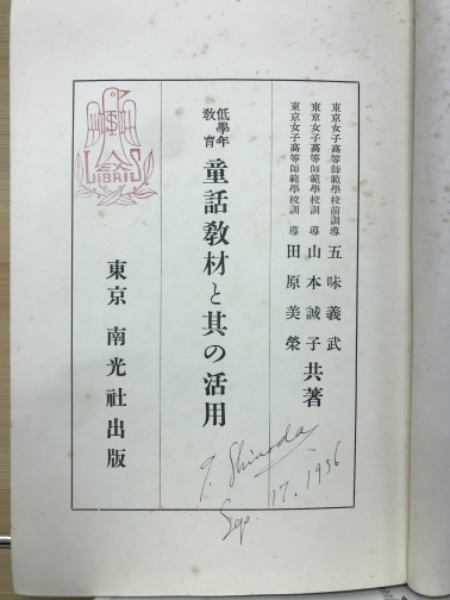 東京女子高等師範學校前訓導 五味義武
東京女子高等師範學校訓導 山本誠子
東京女子高等師範學校訓導 田原美榮
共著
低學年
教育
童話教材と其の活用
東京 南光社出版
EX
LIBRIS
T. Shinoda
Sep. 17. 1936